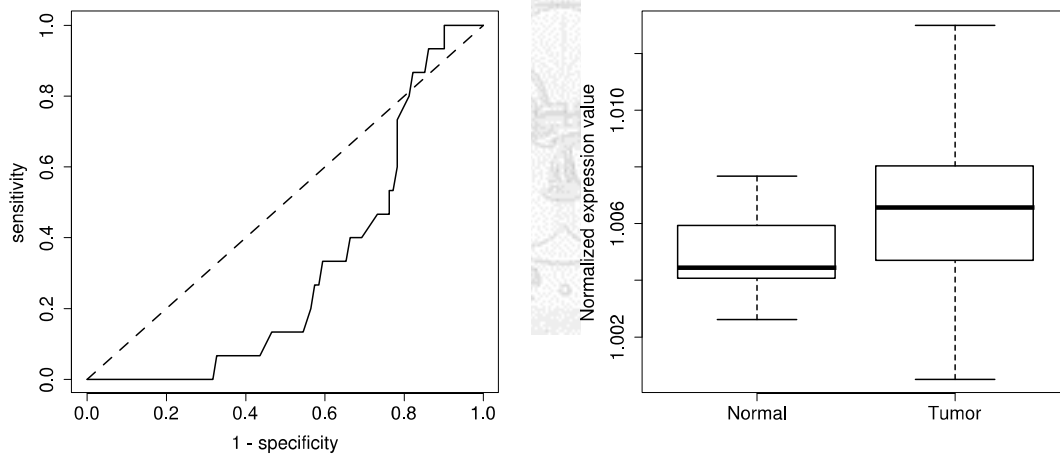 sensitivity
0.0 0.2 0.4 0.6 0.8 1.0
0.0 0.2 0.4 0.6 0.8 1.0
1 - specificity
Normalized expression value
1.002 1.006 1.010
Normal Tumor